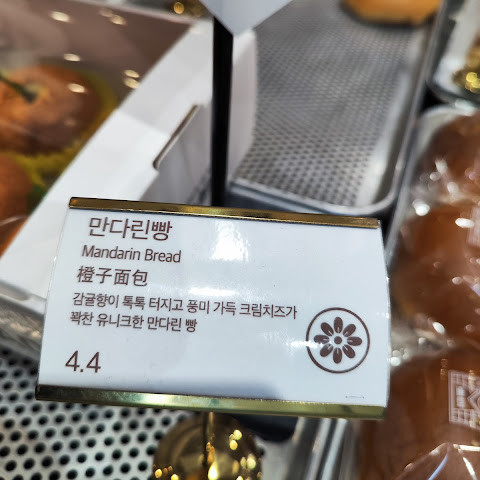 만다린빵
Mandarin Bread
橙子面包
감귤향이 톡톡 터지고 풍미 가득 크림치즈가
꽉찬 유니크한 만다린 빵
4.4